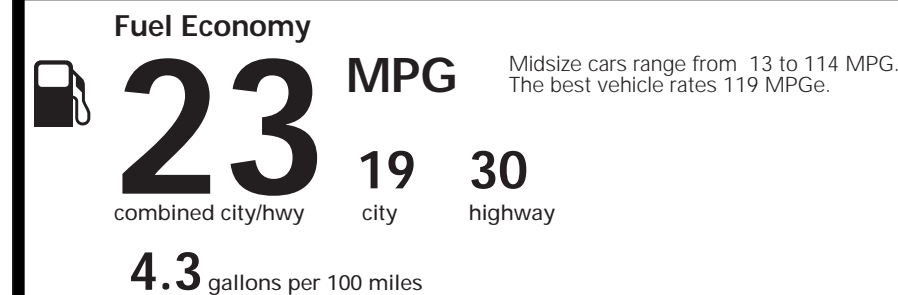 Fuel Economy
23 MPG
Midsize cars range from 13 to 114 MPG.
The best vehicle rates 119 MPGe.
19 30
combined city/hwy city highway
4.3 gallons per 100 miles